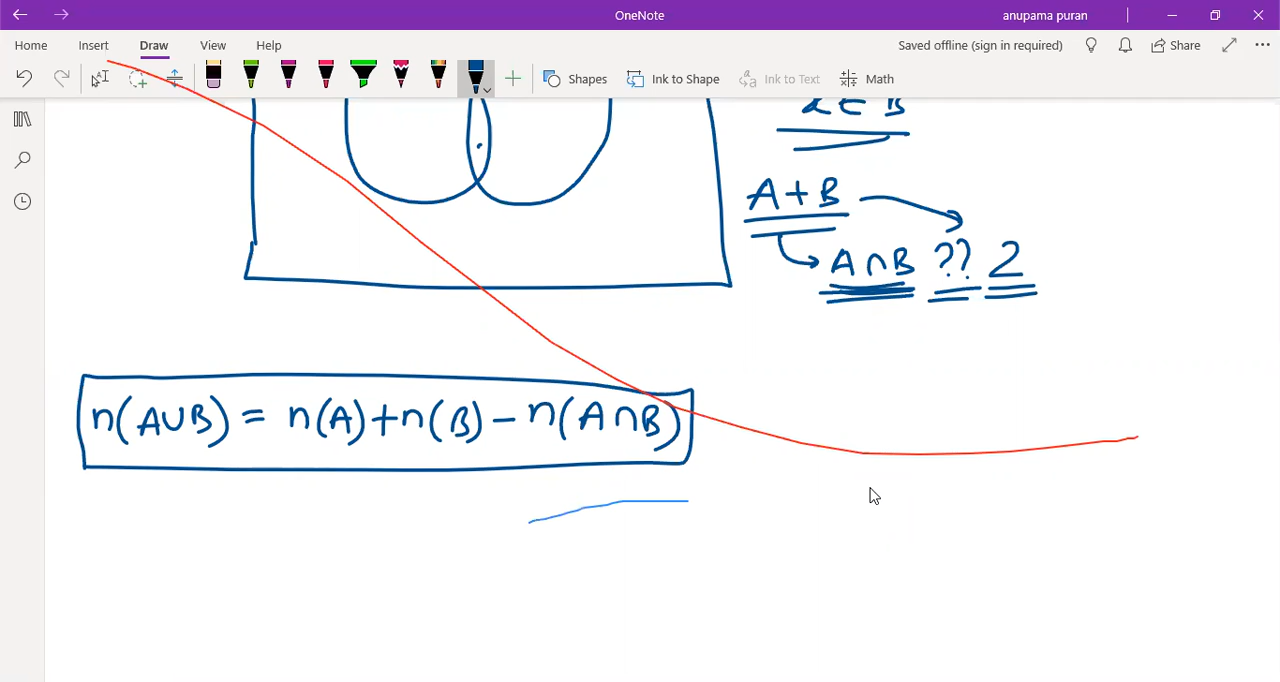 OneNote
anupama puran
Home Insert Draw View Help
Saved offline (sign in required) Share
Shapes Ink to Shape Ink to Text Math
x ∈ B
A + B
A ∩ B ?? 2
n(A∪B) = n(A) + n(B) − n(A∩B)